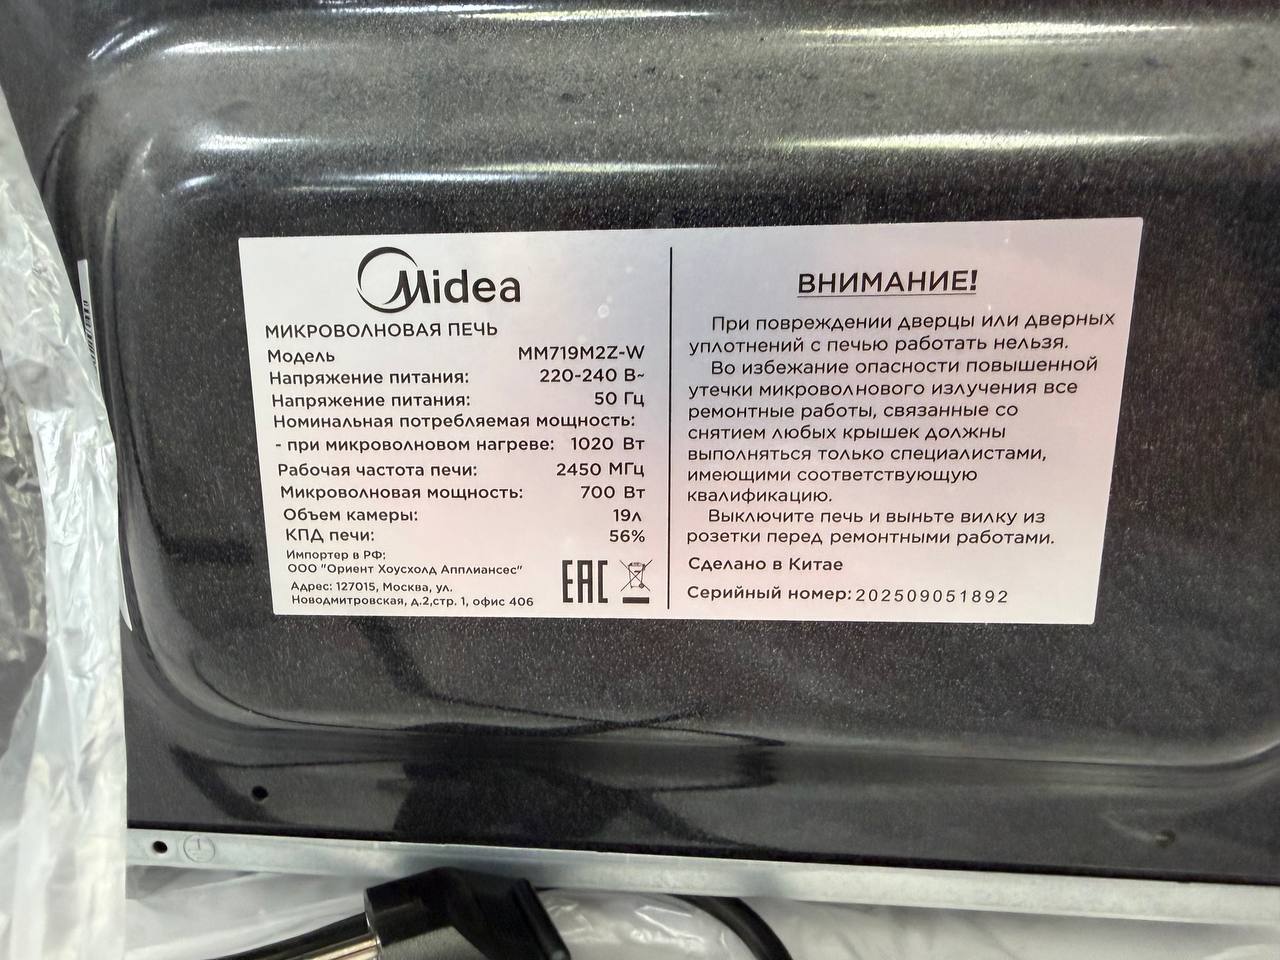 Midea
МИКРОВОЛНОВАЯ ПЕЧЬ
Модель MM719M2Z-W
Напряжение питания: 220-240 В~
Напряжение питания: 50 Гц
Номинальная потребляемая мощность:
- при микроволновом нагреве: 1020 Вт
Рабочая частота печи: 2450 МГц
Микроволновая мощность: 700 Вт
Объем камеры: 19л
КПД печи: 56%
Импортер в РФ:
ООО "Ориент Хоусхолд Апплиансес"
Адрес: 127015, Москва, ул.
Новодмитровская, д.2,стр. 1, офис 406
EAC
ВНИМАНИЕ!
При повреждении дверцы или дверных
уплотнений с печью работать нельзя.
Во избежание опасности повышенной
утечки микроволнового излучения все
ремонтные работы, связанные со
снятием любых крышек должны
выполняться только специалистами,
имеющими соответствующую
квалификацию.
Выключите печь и выньте вилку из
розетки перед ремонтными работами.
Сделано в Китае
Серийный номер: 202509051892